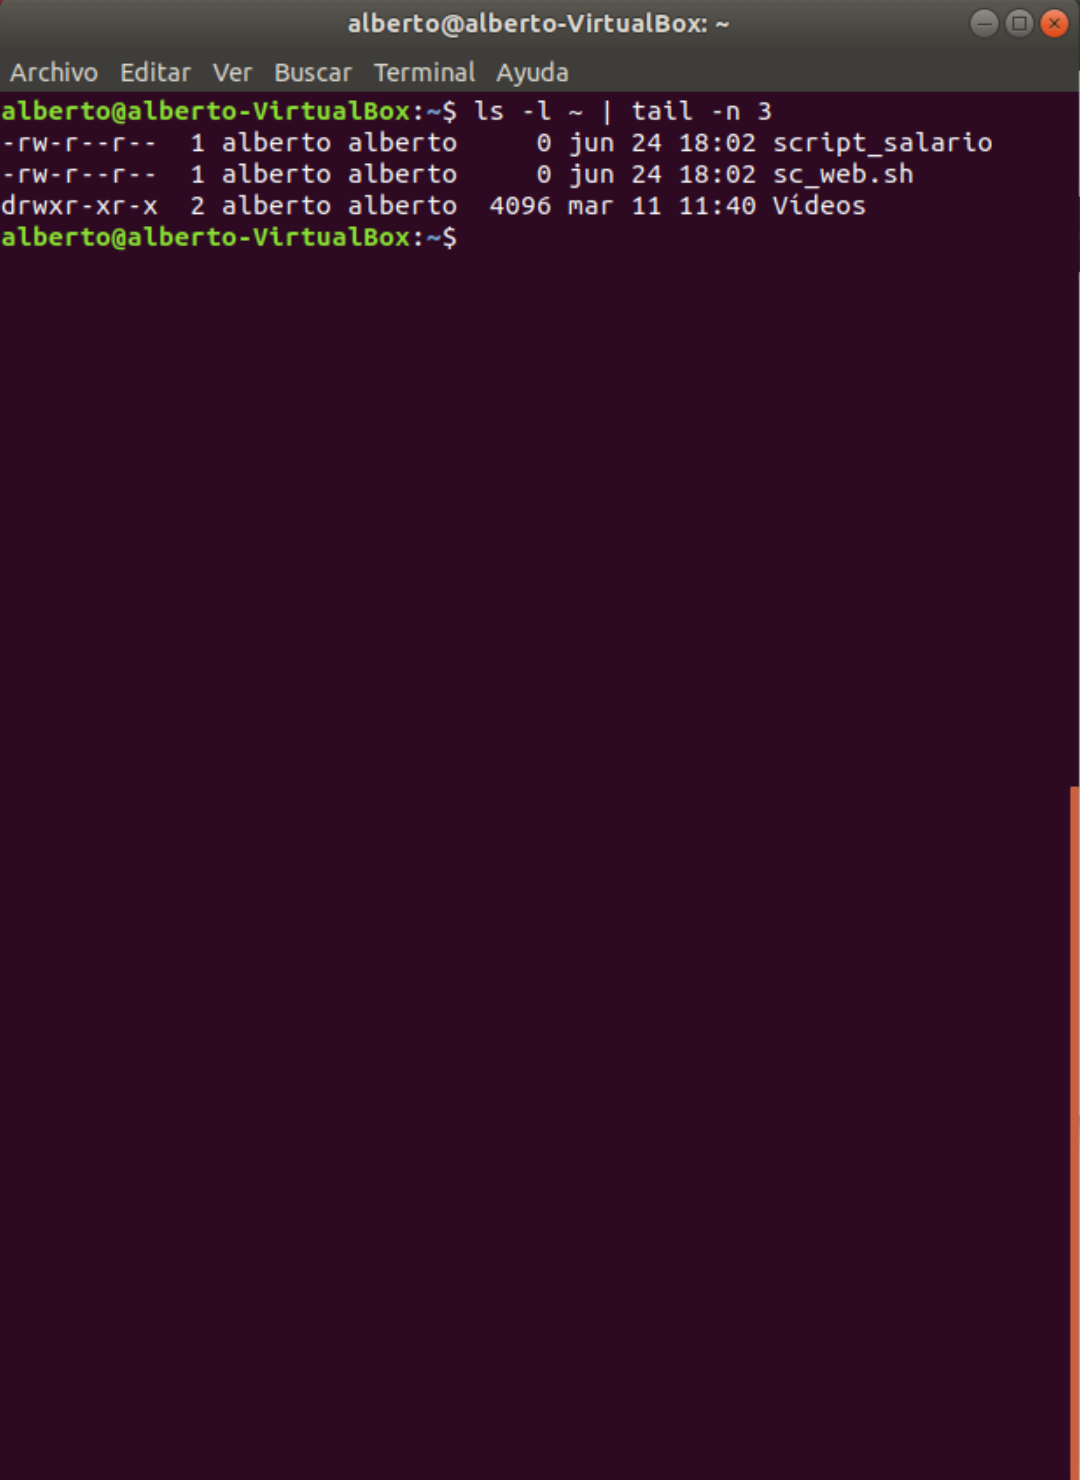 alberto@alberto-VirtualBox: ~
Archivo Editar Ver Buscar Terminal Ayuda
alberto@alberto-VirtualBox:~$ ls -l ~ | tail -n 3
-rw-r--r--  1 alberto alberto     0 jun 24 18:02 script_salario
-rw-r--r--  1 alberto alberto     0 jun 24 18:02 sc_web.sh
drwxr-xr-x  2 alberto alberto  4096 mar 11 11:40 Vídeos
alberto@alberto-VirtualBox:~$